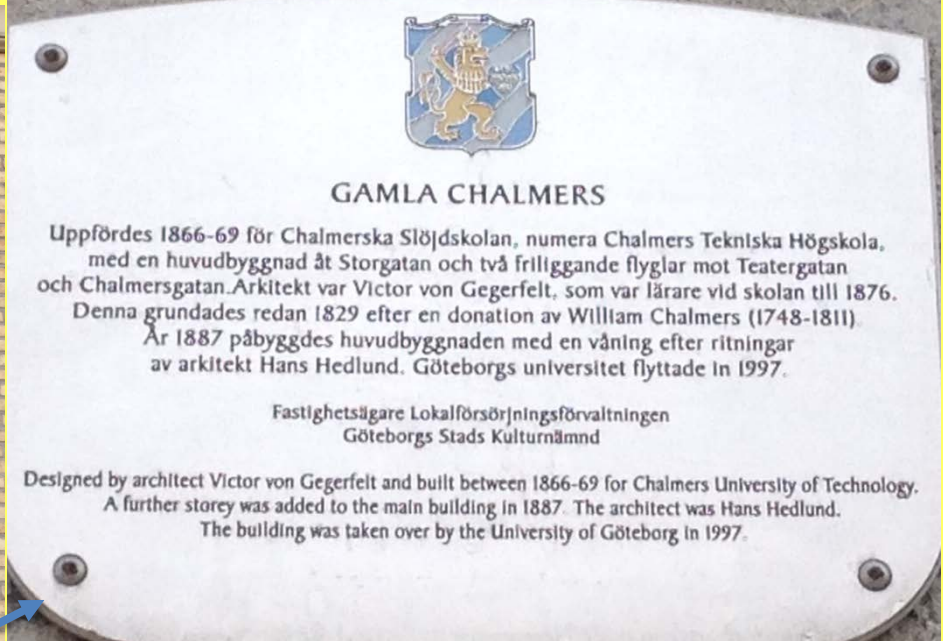 GAMLA CHALMERS
Uppfördes 1866-69 för Chalmerska Slöjdskolan, numera Chalmers Tekniska Högskola,
med en huvudbyggnad åt Storgatan och två friliggande flyglar mot Teatergatan
och Chalmersgatan. Arkitekt var Victor von Gegerfelt, som var lärare vid skolan till 1876.
Denna grundades redan 1829 efter en donation av William Chalmers (1748-1811).
År 1887 påbyggdes huvudbyggnaden med en våning efter ritningar
av arkitekt Hans Hedlund. Göteborgs universitet flyttade in 1997.
Fastighetsägare Lokalförsörjningsförvaltningen
Göteborgs Stads Kulturnämnd
Designed by architect Victor von Gegerfelt and built between 1866-69 for Chalmers University of Technology.
A further storey was added to the main building in 1887. The architect was Hans Hedlund.
The building was taken over by the University of Göteborg in 1997.